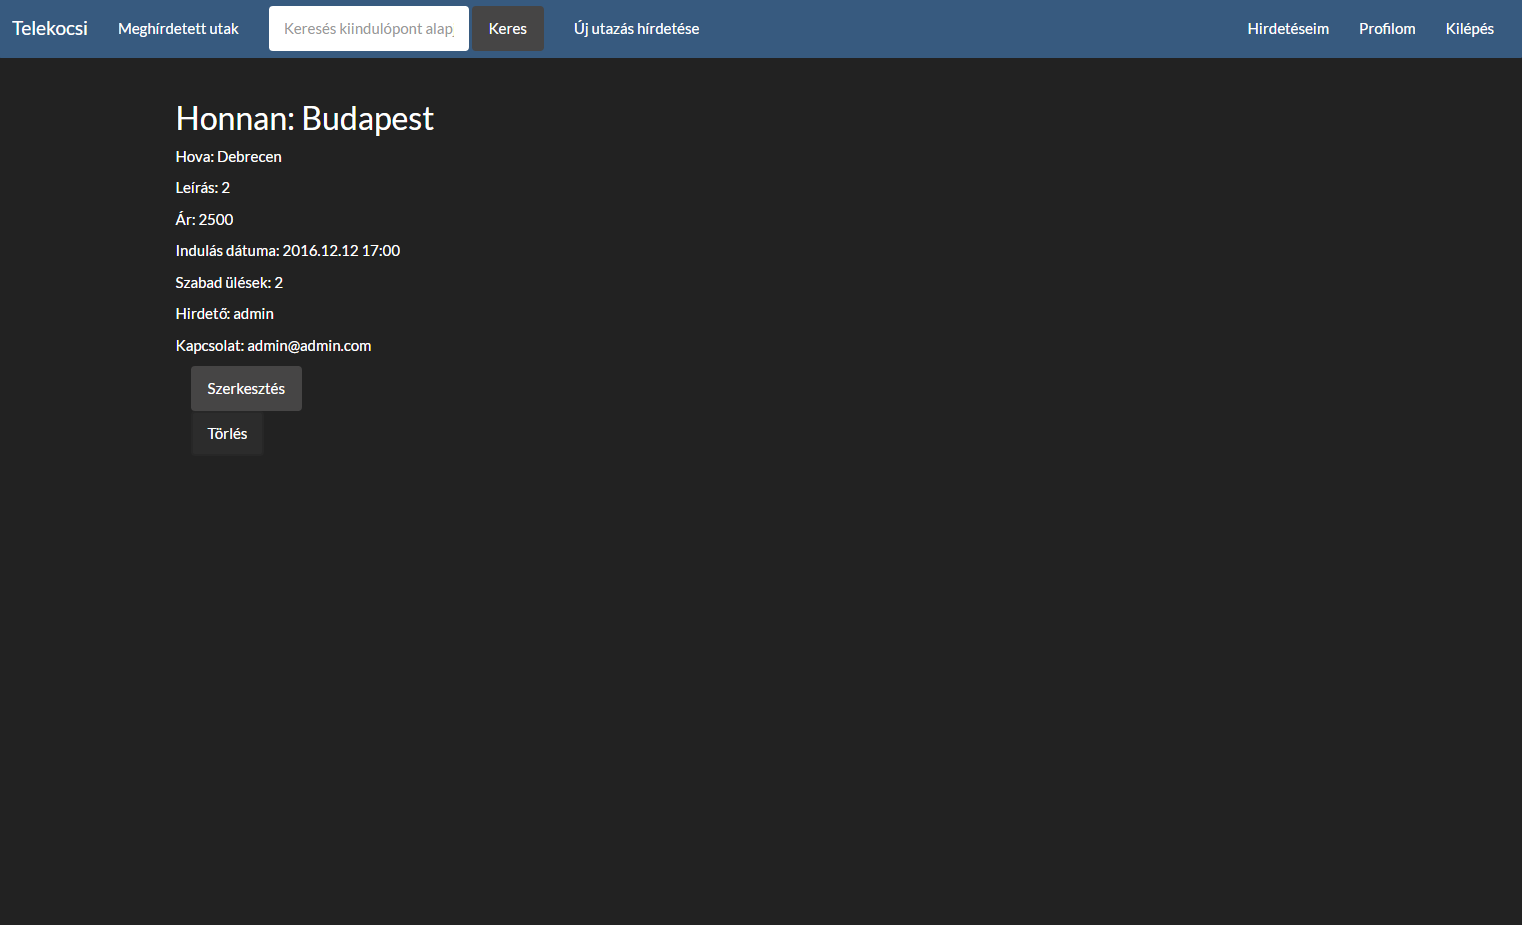 Telekocsi Meghírdetett utak Keresés kiindulópont alap Keres Új utazás hírdetése Hirdetéseim Profilom Kilépés
Honnan: Budapest
Hova: Debrecen
Leírás: 2
Ár: 2500
Indulás dátuma: 2016.12.12 17:00
Szabad ülések: 2
Hirdető: admin
Kapcsolat: admin@admin.com
Szerkesztés
Törlés